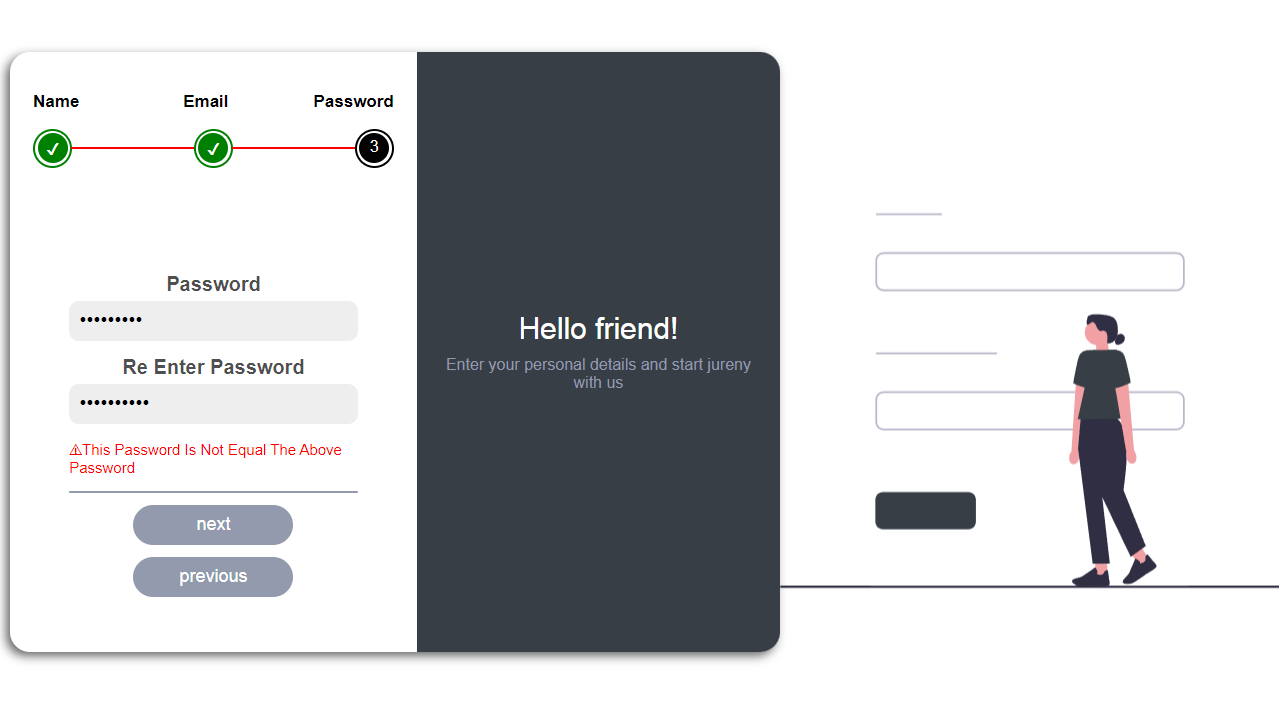 Name Email Password
✓ ✓ 3
Password
•••••••••
Re Enter Password
••••••••••
⚠This Password Is Not Equal The Above
Password
next
previous
Hello friend!
Enter your personal details and start jureny
with us